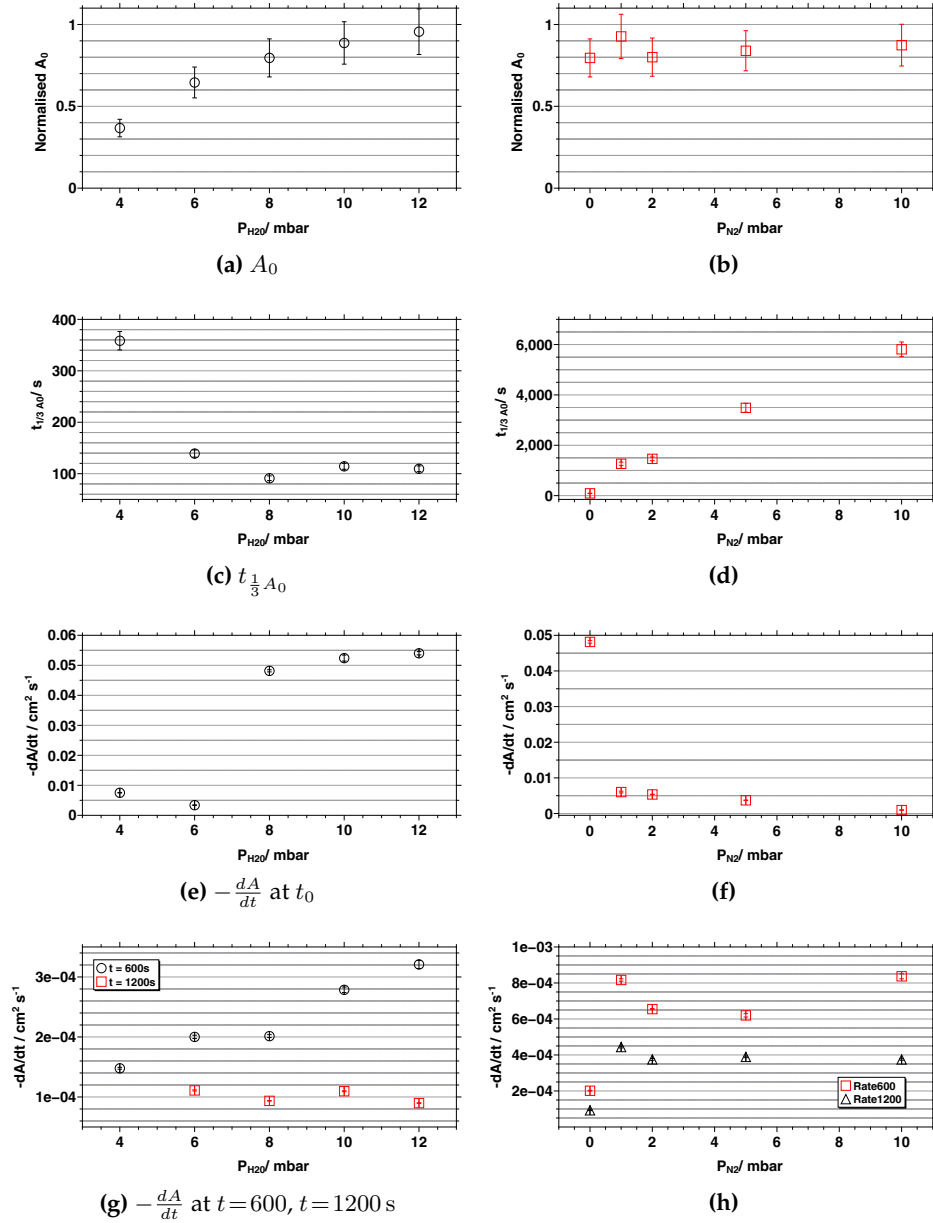 Normalised A0
1
0.5
0
4 6 8 10 12
PH20/ mbar
(a) A0
Normalised A0
1
0.5
0
0 2 4 6 8 10
PN2/ mbar
(b)
t1/3 A0/ s
400
300
200
100
4 6 8 10 12
PH20/ mbar
(c) t1/3 A0
t1/3 A0/ s
6,000
4,000
2,000
0
0 2 4 6 8 10
PN2/ mbar
(d)
-dA/dt / cm² s⁻¹
0.06
0.05
0.04
0.03
0.02
0.01
0
4 6 8 10 12
PH20/ mbar
(e) −dA/dt at t0
-dA/dt / cm² s⁻¹
0.05
0.04
0.03
0.02
0.01
0
0 2 4 6 8 10
PN2/ mbar
(f)
-dA/dt / cm² s⁻¹
3e−04
2e−04
1e−04
t = 600s
t = 1200s
4 6 8 10 12
PH20/ mbar
(g) −dA/dt at t=600, t=1200 s
-dA/dt / cm² s⁻¹
1e−03
8e−04
6e−04
4e−04
2e−04
Rate600
Rate1200
0 2 4 6 8 10
PN2/ mbar
(h)